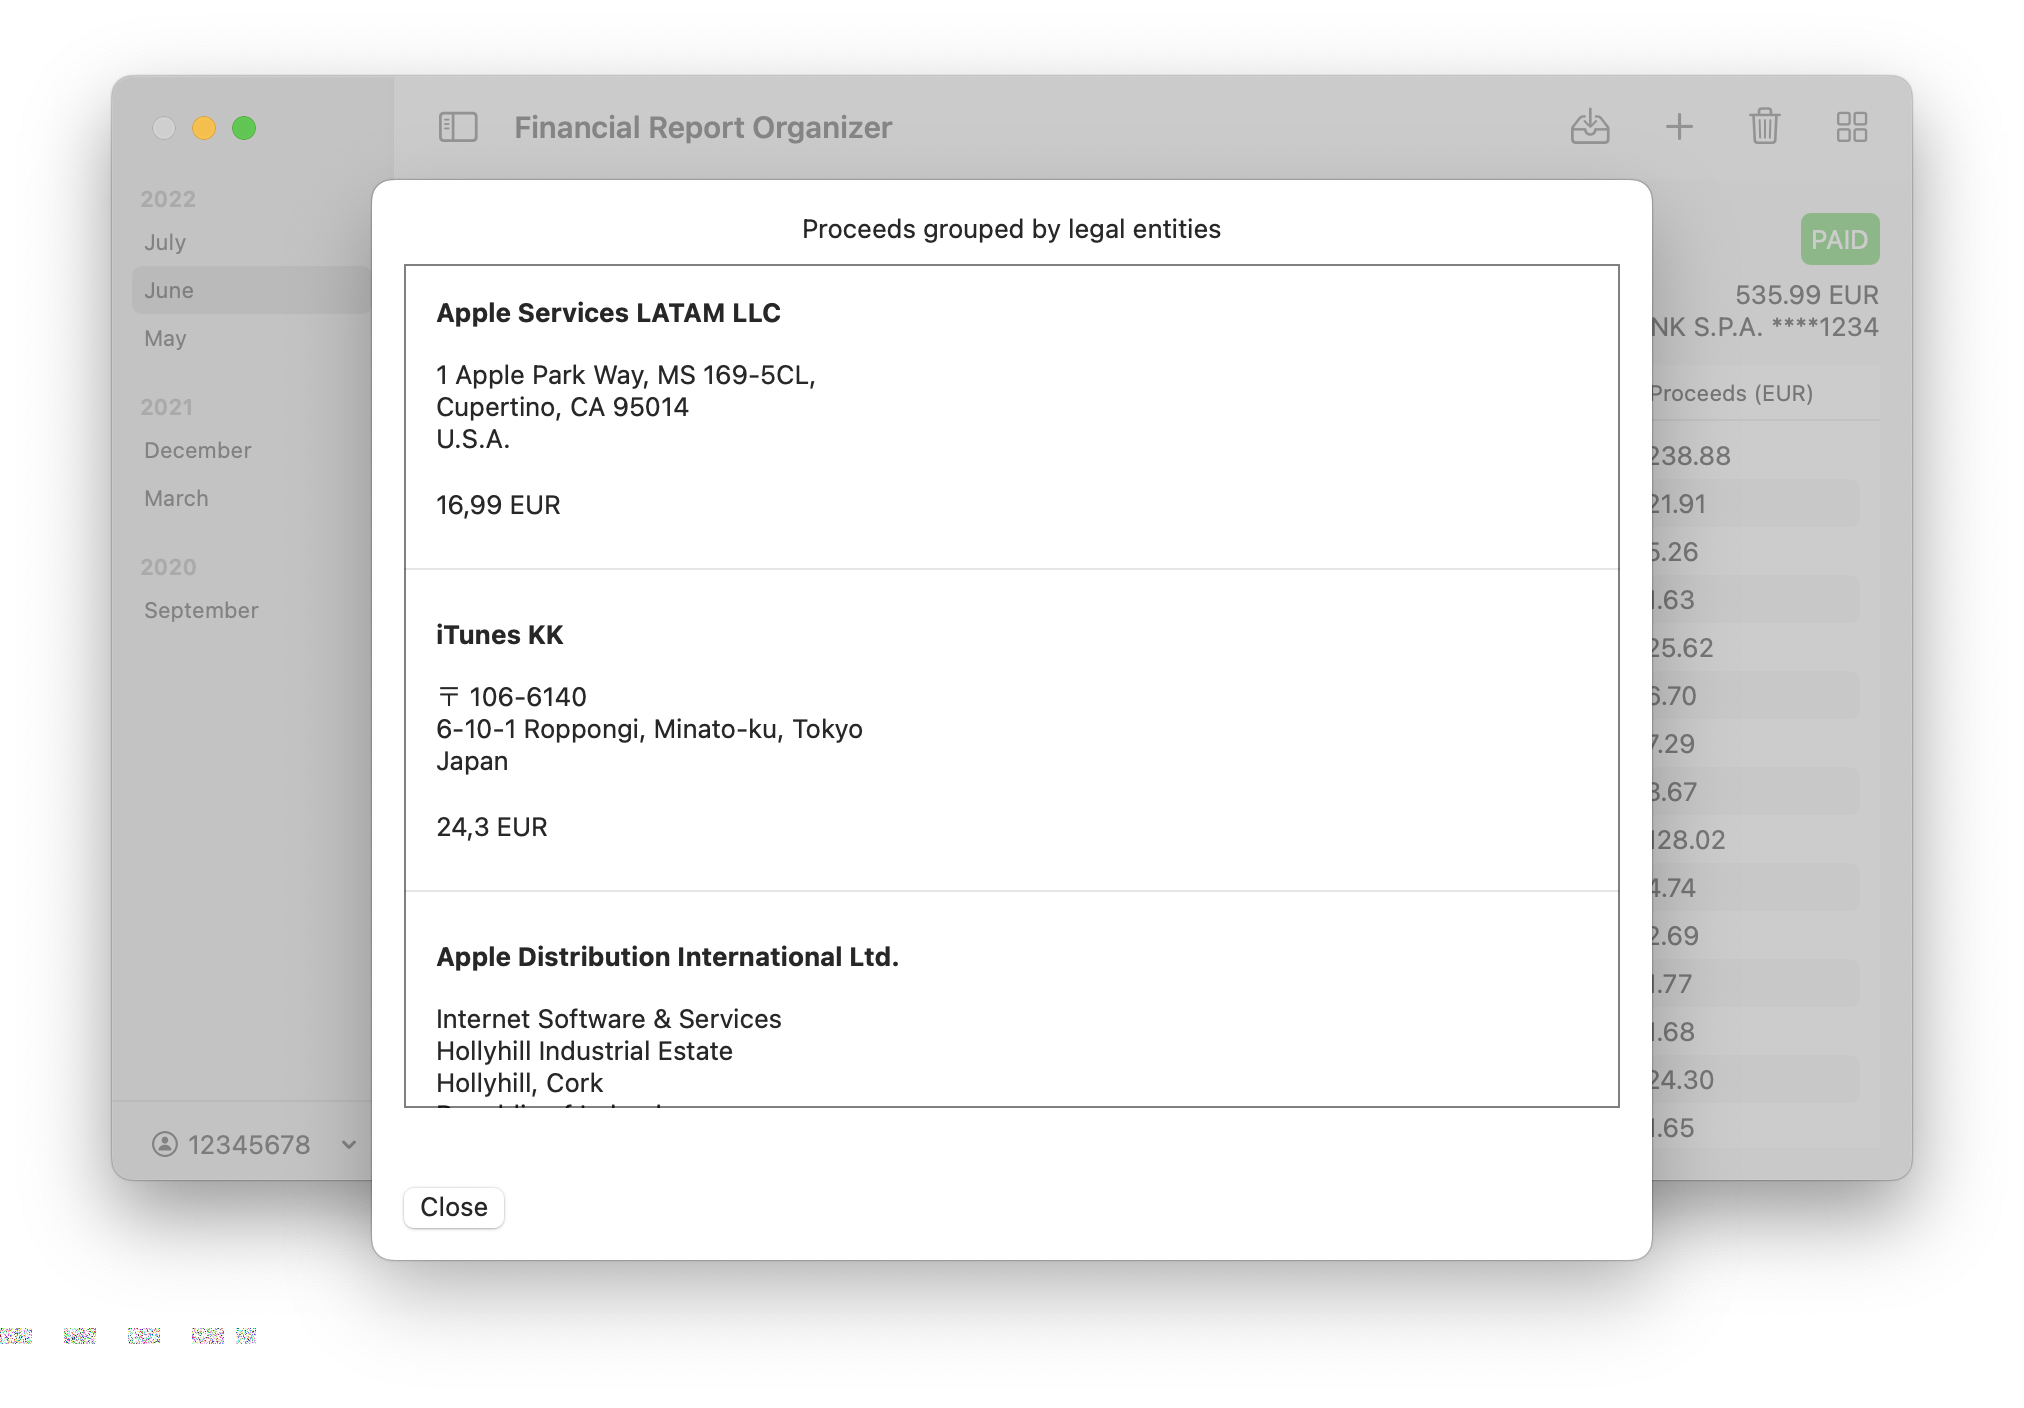 Financial Report Organizer
2022
July
June
May
2021
December
March
2020
September
12345678
PAID
535.99 EUR
S.P.A. ****1234
Proceeds (EUR)
238.88
21.91
5.26
1.63
25.62
6.70
7.29
3.67
128.02
4.74
2.69
1.77
1.68
24.30
1.65
Proceeds grouped by legal entities
Apple Services LATAM LLC
1 Apple Park Way, MS 169-5CL,
Cupertino, CA 95014
U.S.A.
16,99 EUR
iTunes KK
〒 106-6140
6-10-1 Roppongi, Minato-ku, Tokyo
Japan
24,3 EUR
Apple Distribution International Ltd.
Internet Software & Services
Hollyhill Industrial Estate
Hollyhill, Cork
Close